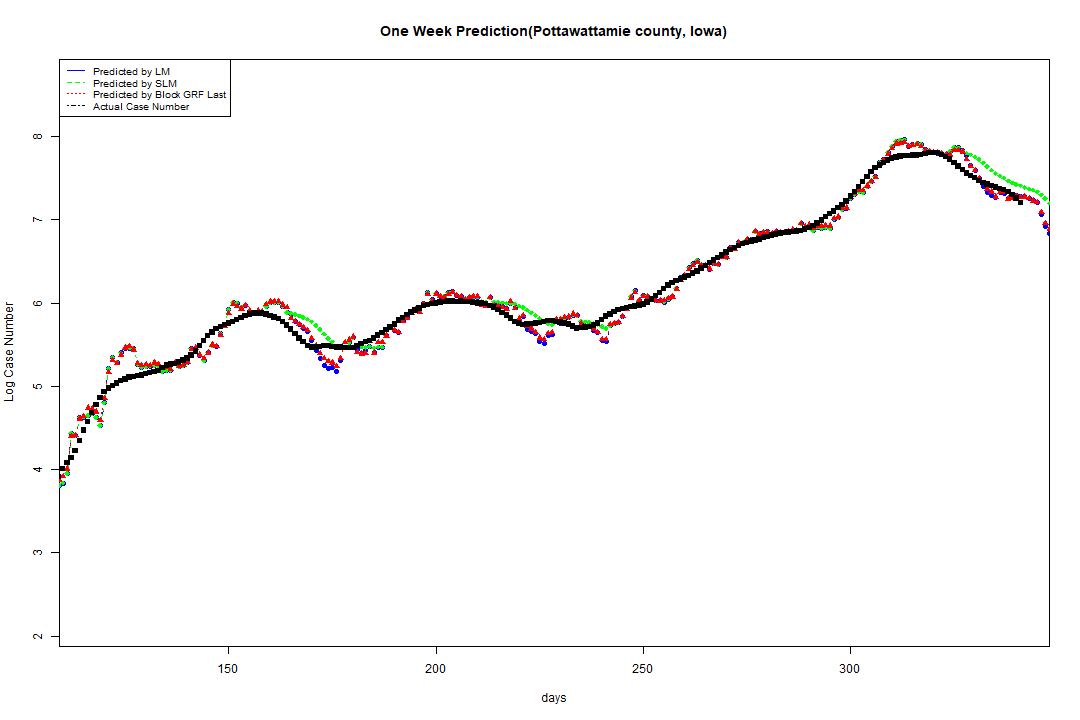 One Week Prediction(Pottawattamie county, Iowa)
Predicted by LM
Predicted by SLM
Predicted by Block GRF Last
Actual Case Number
8
7
6
5
4
3
2
Log Case Number
150
200
250
300
days